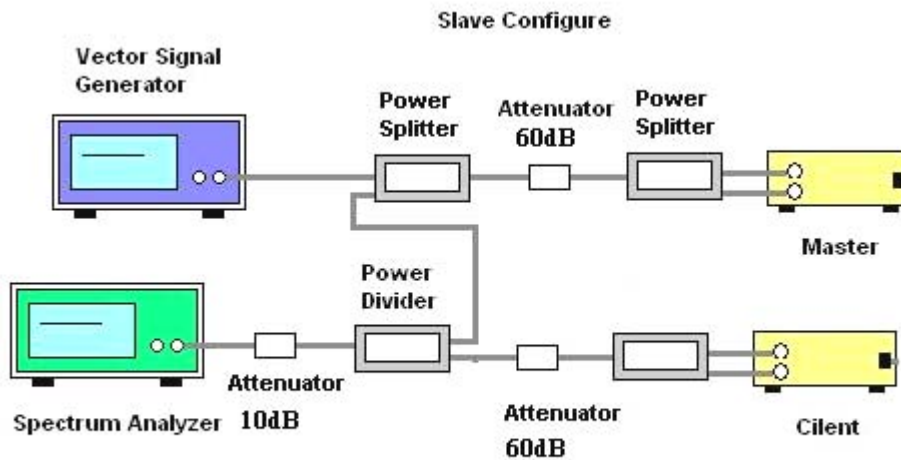 Slave Configure
Vector Signal
Generator
Power
Splitter
Attenuator
60dB
Power
Splitter
Master
Power
Divider
Attenuator
10dB
Spectrum Analyzer
Attenuator
60dB
Cilent